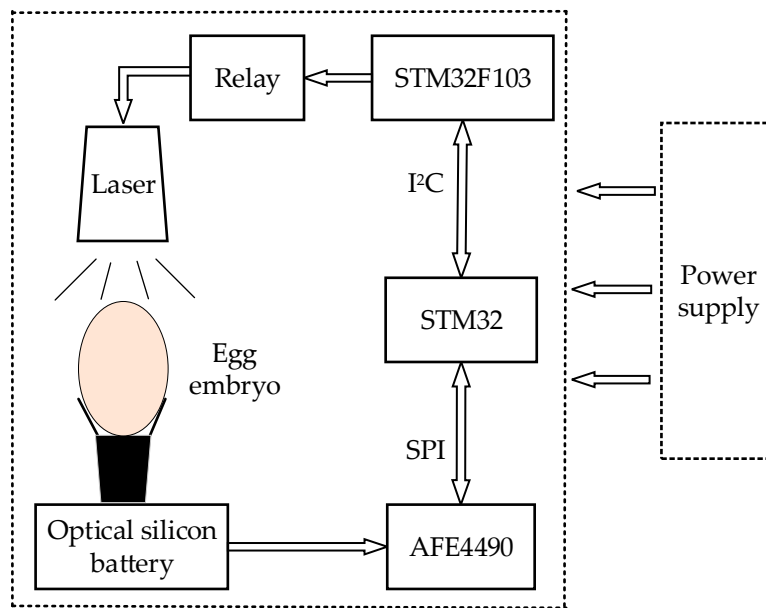 Relay
STM32F103
Laser
I²C
Power
supply
STM32
Egg
embryo
SPI
Optical silicon
battery
AFE4490